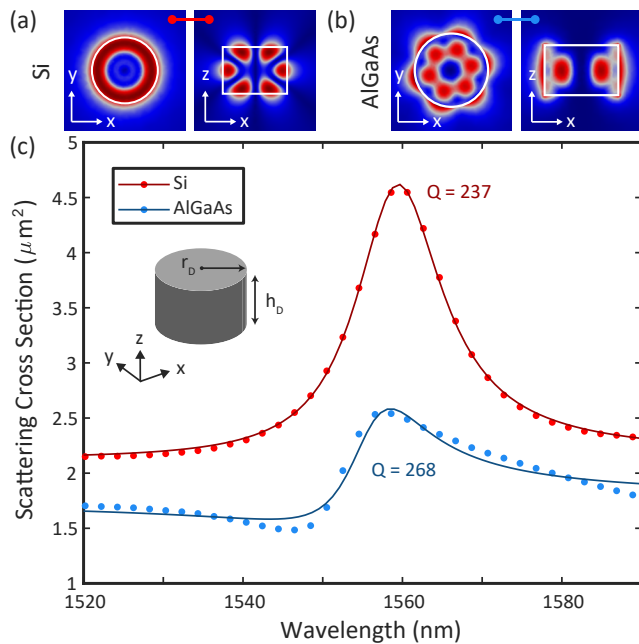 (a)
(b)
Si
y
x
z
x
AlGaAs
y
x
z
x
(c)
5
4.5
4
3.5
3
2.5
2
1.5
1
Scattering Cross Section (μm²)
Si
AlGaAs
Q = 237
r_D
h_D
z
y
x
Q = 268
1520
1540
1560
1580
Wavelength (nm)